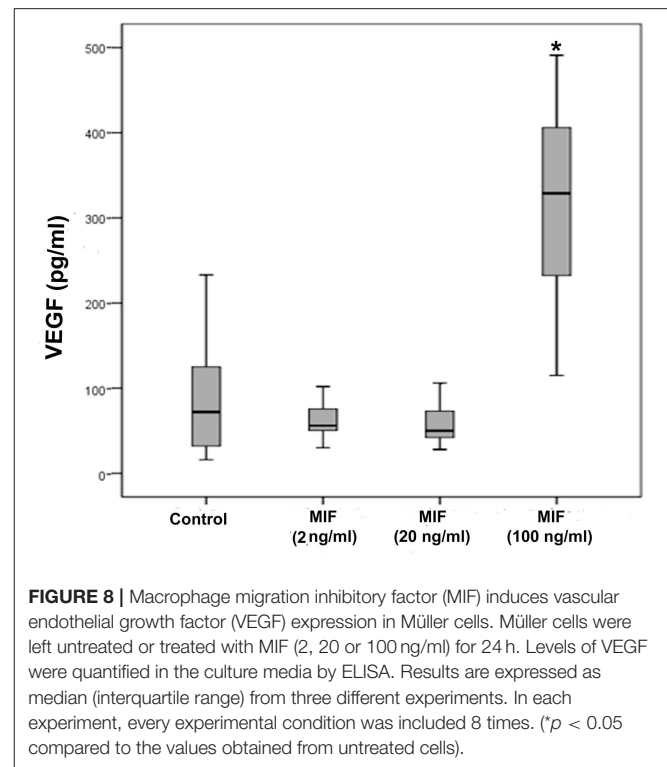 *
500
400
300
200
100
0
VEGF (pg/ml)
Control
MIF
(2 ng/ml)
MIF
(20 ng/ml)
MIF
(100 ng/ml)
FIGURE 8 | Macrophage migration inhibitory factor (MIF) induces vascular
endothelial growth factor (VEGF) expression in Müller cells. Müller cells were
left untreated or treated with MIF (2, 20 or 100 ng/ml) for 24 h. Levels of VEGF
were quantified in the culture media by ELISA. Results are expressed as
median (interquartile range) from three different experiments. In each
experiment, every experimental condition was included 8 times. (*p < 0.05
compared to the values obtained from untreated cells).